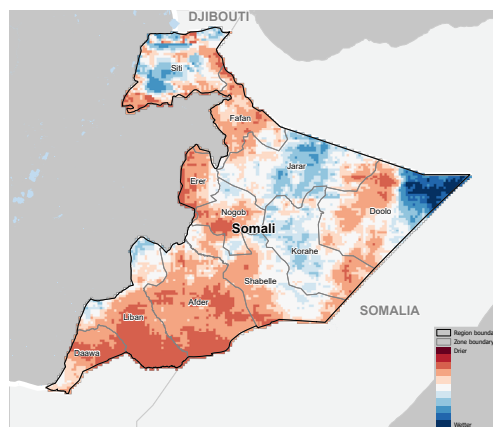 DJIBOUTI
Siti
Fafan
Jarar
Erer
Doolo
Nogob
Somali
Korahe
Shabelle
Afder
SOMALIA
Liban
Daawa
Region bounda
Zone boundary
Drier
Wetter